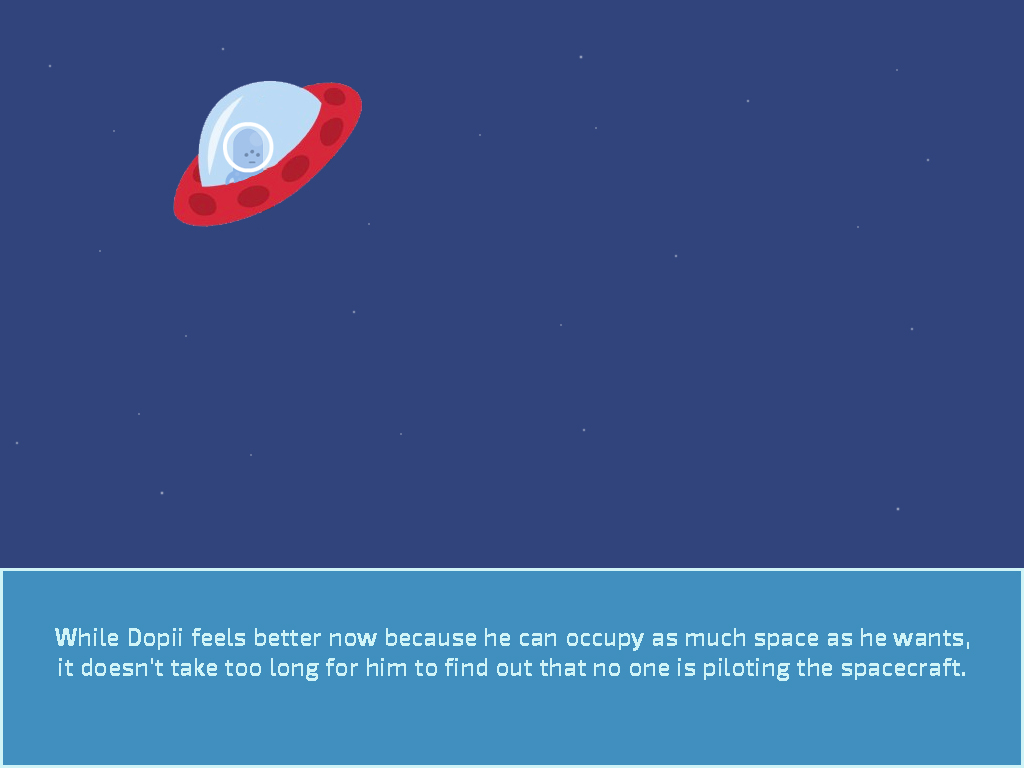 While Dopii feels better now because he can occupy as much space as he wants,
it doesn't take too long for him to find out that no one is piloting the spacecraft.